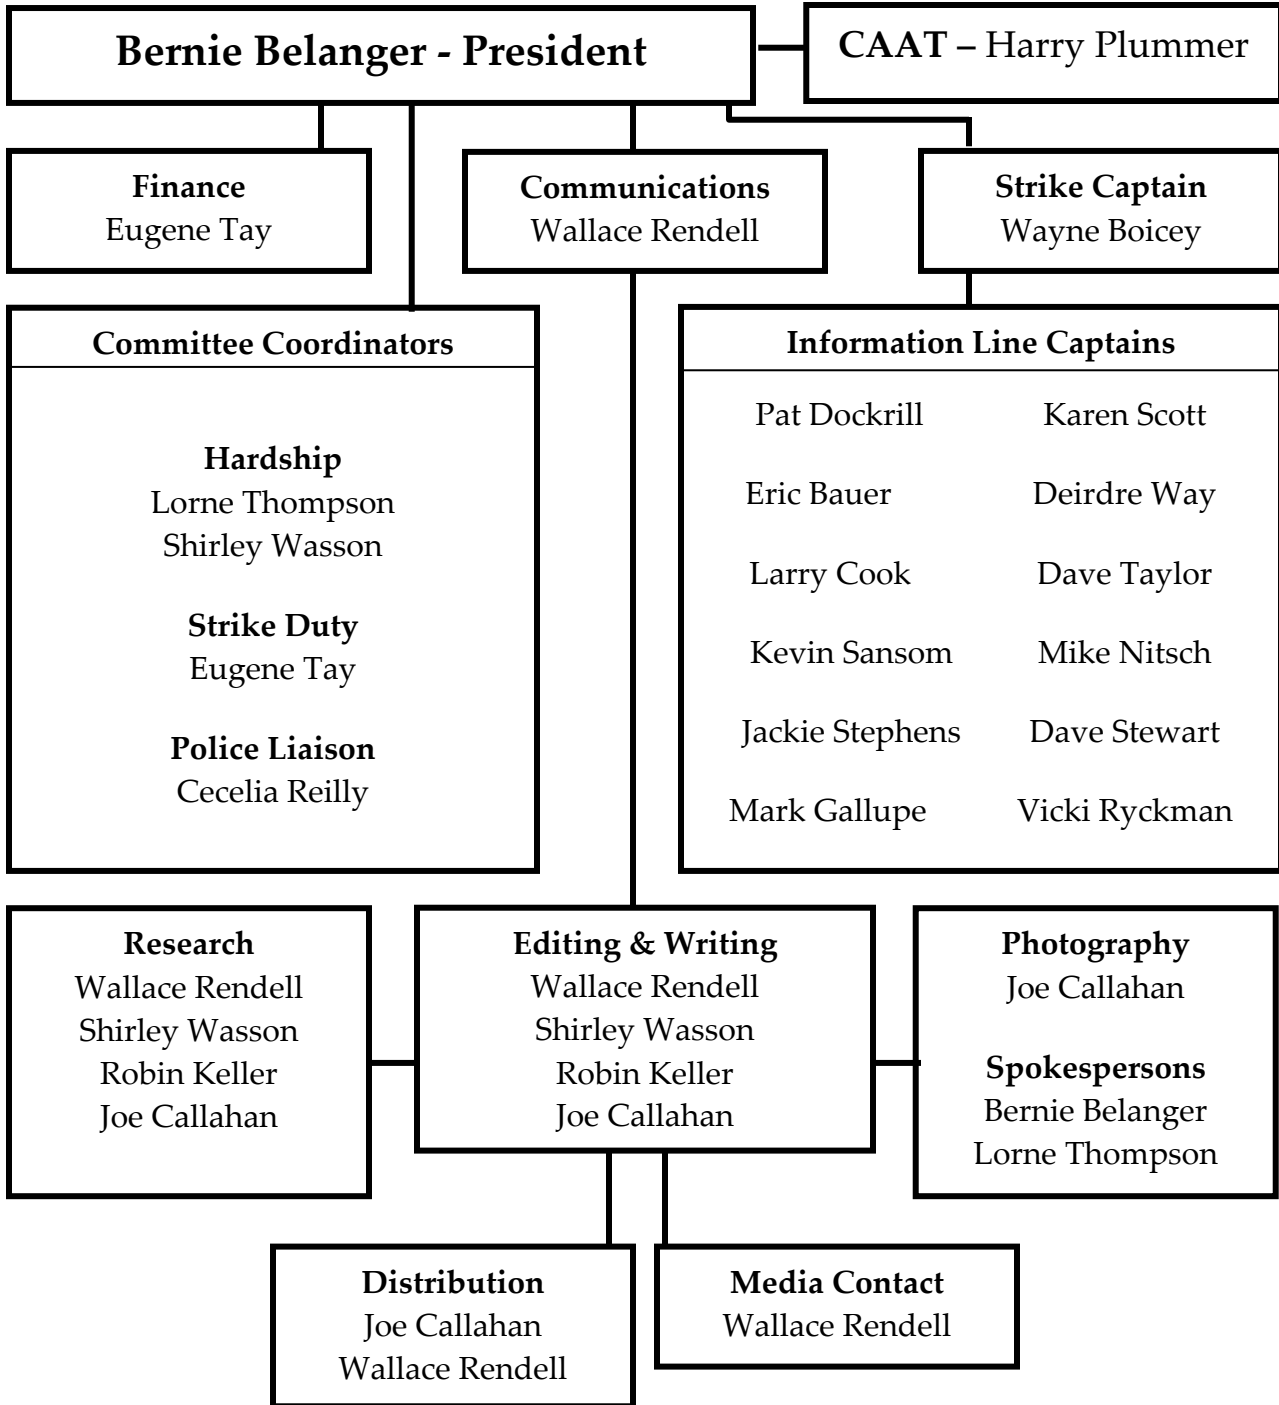 Bernie Belanger - President
CAAT – Harry Plummer
Finance
Eugene Tay
Communications
Wallace Rendell
Strike Captain
Wayne Boicey
Committee Coordinators
Hardship
Lorne Thompson
Shirley Wasson
Strike Duty
Eugene Tay
Police Liaison
Cecelia Reilly
Information Line Captains
Pat Dockrill Karen Scott
Eric Bauer Deirdre Way
Larry Cook Dave Taylor
Kevin Sansom Mike Nitsch
Jackie Stephens Dave Stewart
Mark Gallupe Vicki Ryckman
Research
Wallace Rendell
Shirley Wasson
Robin Keller
Joe Callahan
Editing & Writing
Wallace Rendell
Shirley Wasson
Robin Keller
Joe Callahan
Photography
Joe Callahan
Spokespersons
Bernie Belanger
Lorne Thompson
Distribution
Joe Callahan
Wallace Rendell
Media Contact
Wallace Rendell